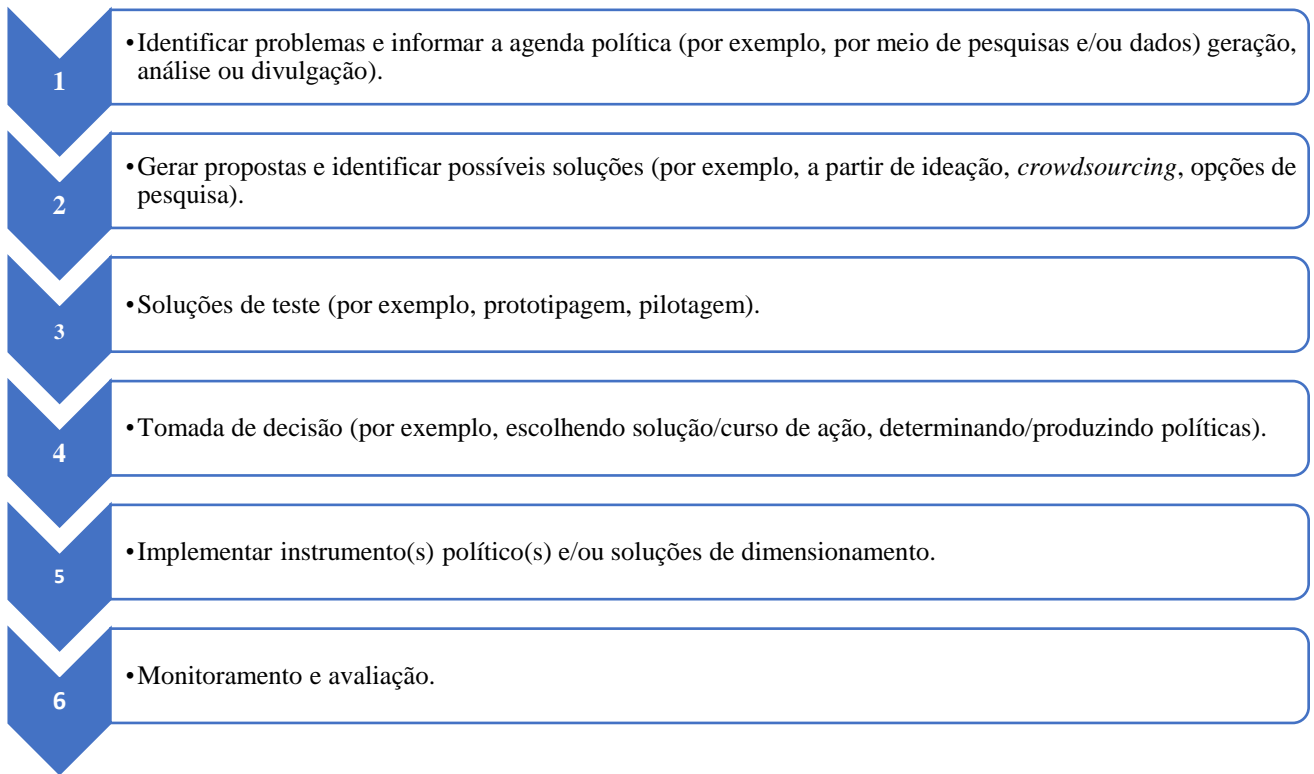 1
•Identificar problemas e informar a agenda política (por exemplo, por meio de pesquisas e/ou dados) geração,
análise ou divulgação).
2
•Gerar propostas e identificar possíveis soluções (por exemplo, a partir de ideação, crowdsourcing, opções de
pesquisa).
3
•Soluções de teste (por exemplo, prototipagem, pilotagem).
4
•Tomada de decisão (por exemplo, escolhendo solução/curso de ação, determinando/produzindo políticas).
5
•Implementar instrumento(s) político(s) e/ou soluções de dimensionamento.
6
•Monitoramento e avaliação.